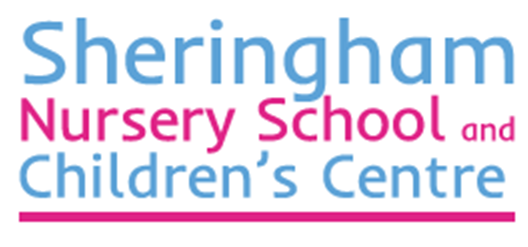 Sheringham
Nursery School and
Children's Centre